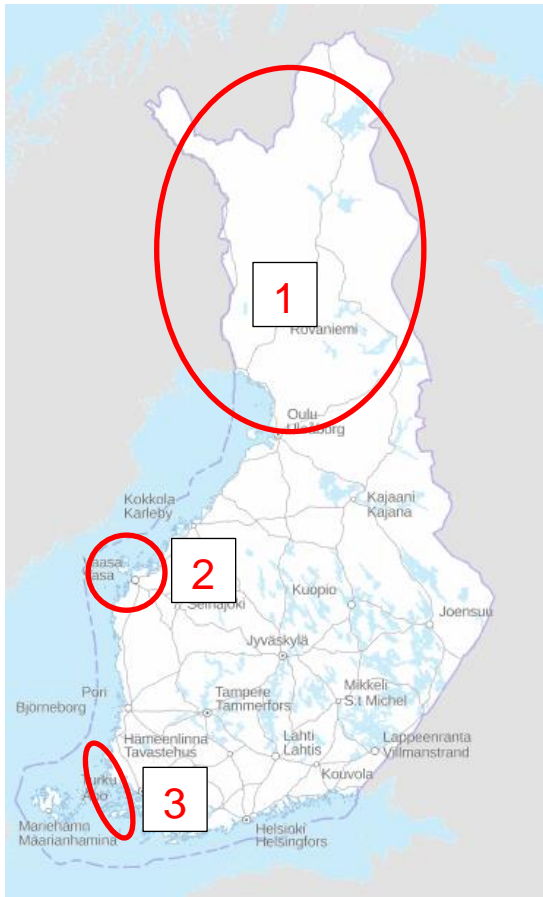 1
Rovaniemi
Oulu
Uleåborg
Kokkola
Karleby
Kajaani
Kajana
Vaasa
2
Seinäjoki
Kuopio
Joensuu
Jyväskylä
Pori
Björneborg
Tampere
Tammerfors
Mikkeli
S:t Michel
Hämeenlinna
Tavastehus
Lahti
Lahtis
Lappeenranta
Villmanstrand
Kouvola
Turku
Åbo
3
Mariehamn
Maarianhamina
Helsinki
Helsingfors